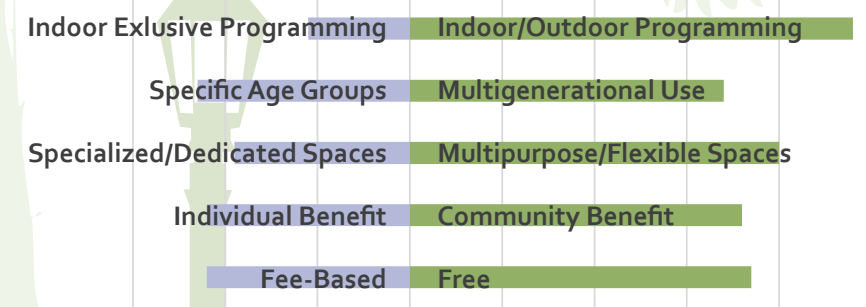 Indoor Exlusive Programming Indoor/Outdoor Programming
Specific Age Groups Multigenerational Use
Specialized/Dedicated Spaces Multipurpose/Flexible Spaces
Individual Benefit Community Benefit
Fee-Based Free